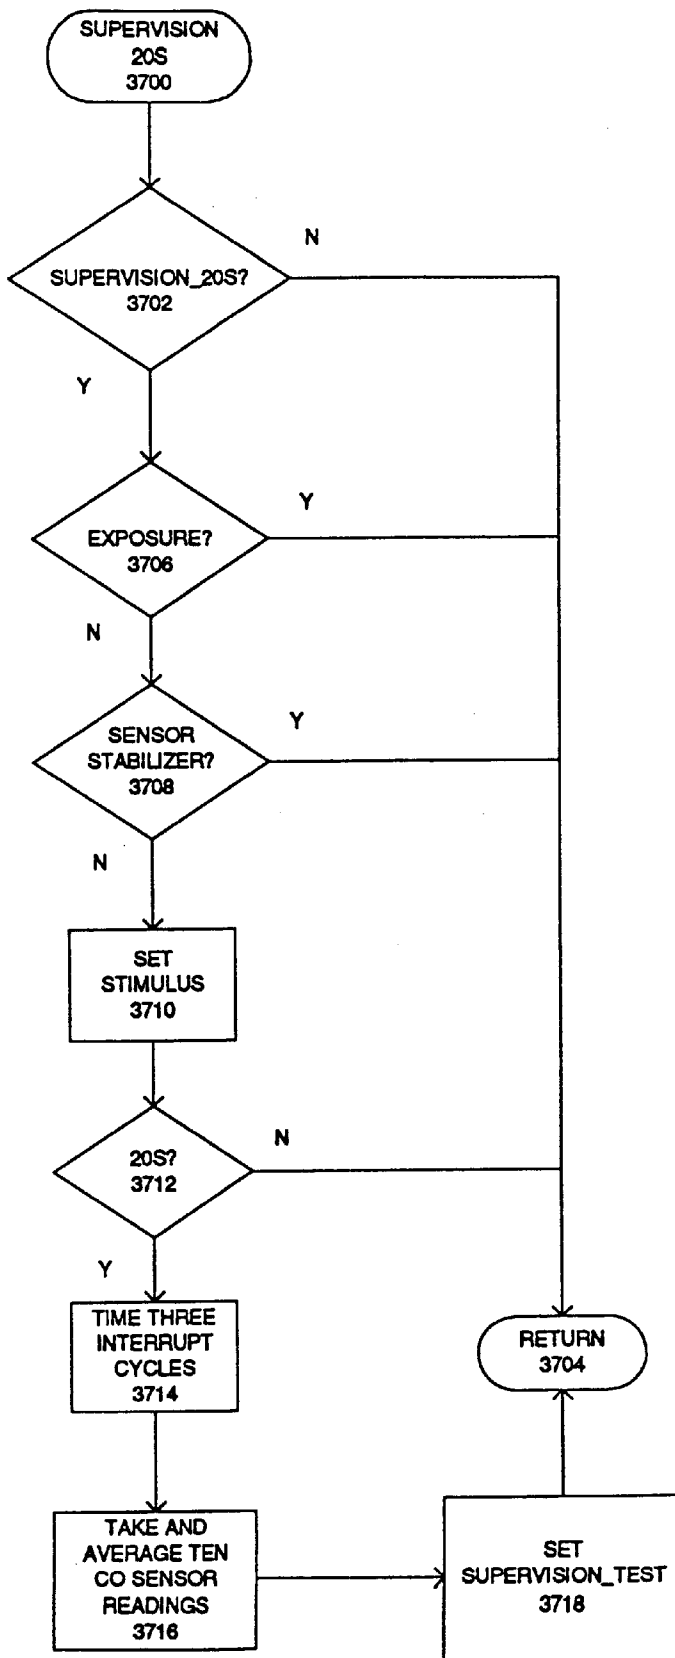 SUPERVISION
20S
3700
N
SUPERVISION_20S?
3702
Y
Y
EXPOSURE?
3706
N
Y
SENSOR
STABILIZER?
3708
N
SET
STIMULUS
3710
N
20S?
3712
Y
TIME THREE
INTERRUPT
CYCLES
3714
RETURN
3704
TAKE AND
AVERAGE TEN
CO SENSOR
READINGS
3716
SET
SUPERVISION_TEST
3718